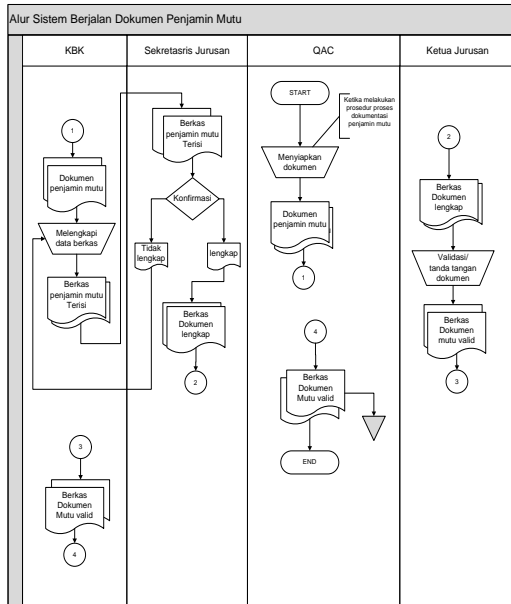 Alur Sistem Berjalan Dokumen Penjamin Mutu
KBK
Sekretasris Jurusan
QAC
Ketua Jurusan
1
Dokumen
penjamin mutu
Melengkapi
data berkas
Berkas
penjamin mutu
Terisi
3
Berkas
Dokumen
Mutu valid
4
Berkas
penjamin mutu
Terisi
Konfirmasi
Tidak
lengkap
lengkap
Berkas
Dokumen
lengkap
2
START
Ketika melakukan
prosedur proses
dokumentasi
penjamin mutu
Menyiapkan
dokumen
Dokumen
penjamin mutu
1
4
Berkas
Dokumen
Mutu valid
END
2
Berkas
Dokumen
lengkap
Validasi/
tanda tangan
dokumen
Berkas
Dokumen
mutu valid
3